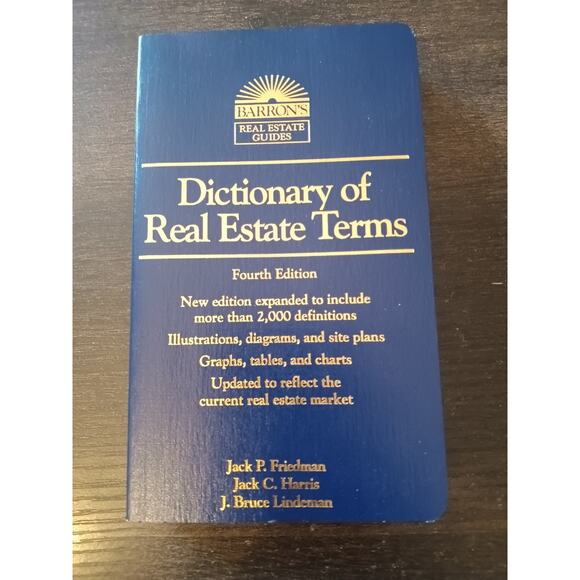 BARRON'S
REAL ESTATE
GUIDES
Dictionary of
Real Estate Terms
Fourth Edition
New edition expanded to include
more than 2,000 definitions
Illustrations, diagrams, and site plans
Graphs, tables, and charts
Updated to reflect the
current real estate market
Jack P. Friedman
Jack C. Harris
J. Bruce Lindeman